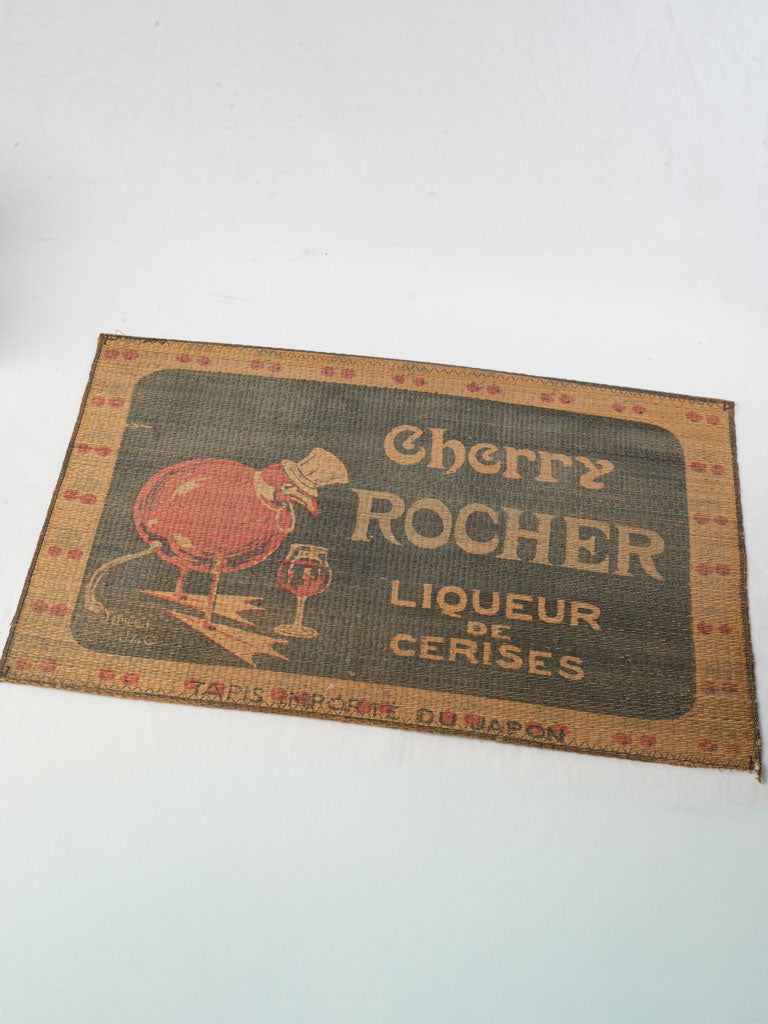 Cherry
ROCHER
LIQUEUR
DE
CERISES
TAPIS IMPORTÉ DU JAPON